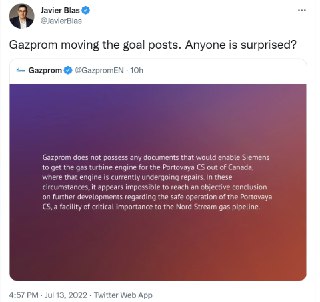 Javier Blas
@JavierBlas
Gazprom moving the goal posts. Anyone is surprised?
Gazprom @GazpromEN · 10h
Gazprom does not possess any documents that would enable Siemens
to get the gas turbine engine for the Portovaya CS out of Canada,
where that engine is currently undergoing repairs. In these
circumstances, it appears impossible to reach an objective conclusion
on further developments regarding the safe operation of the Portovaya
CS, a facility of critical importance to the Nord Stream gas pipeline.
4:57 PM · Jul 13, 2022 · Twitter Web App